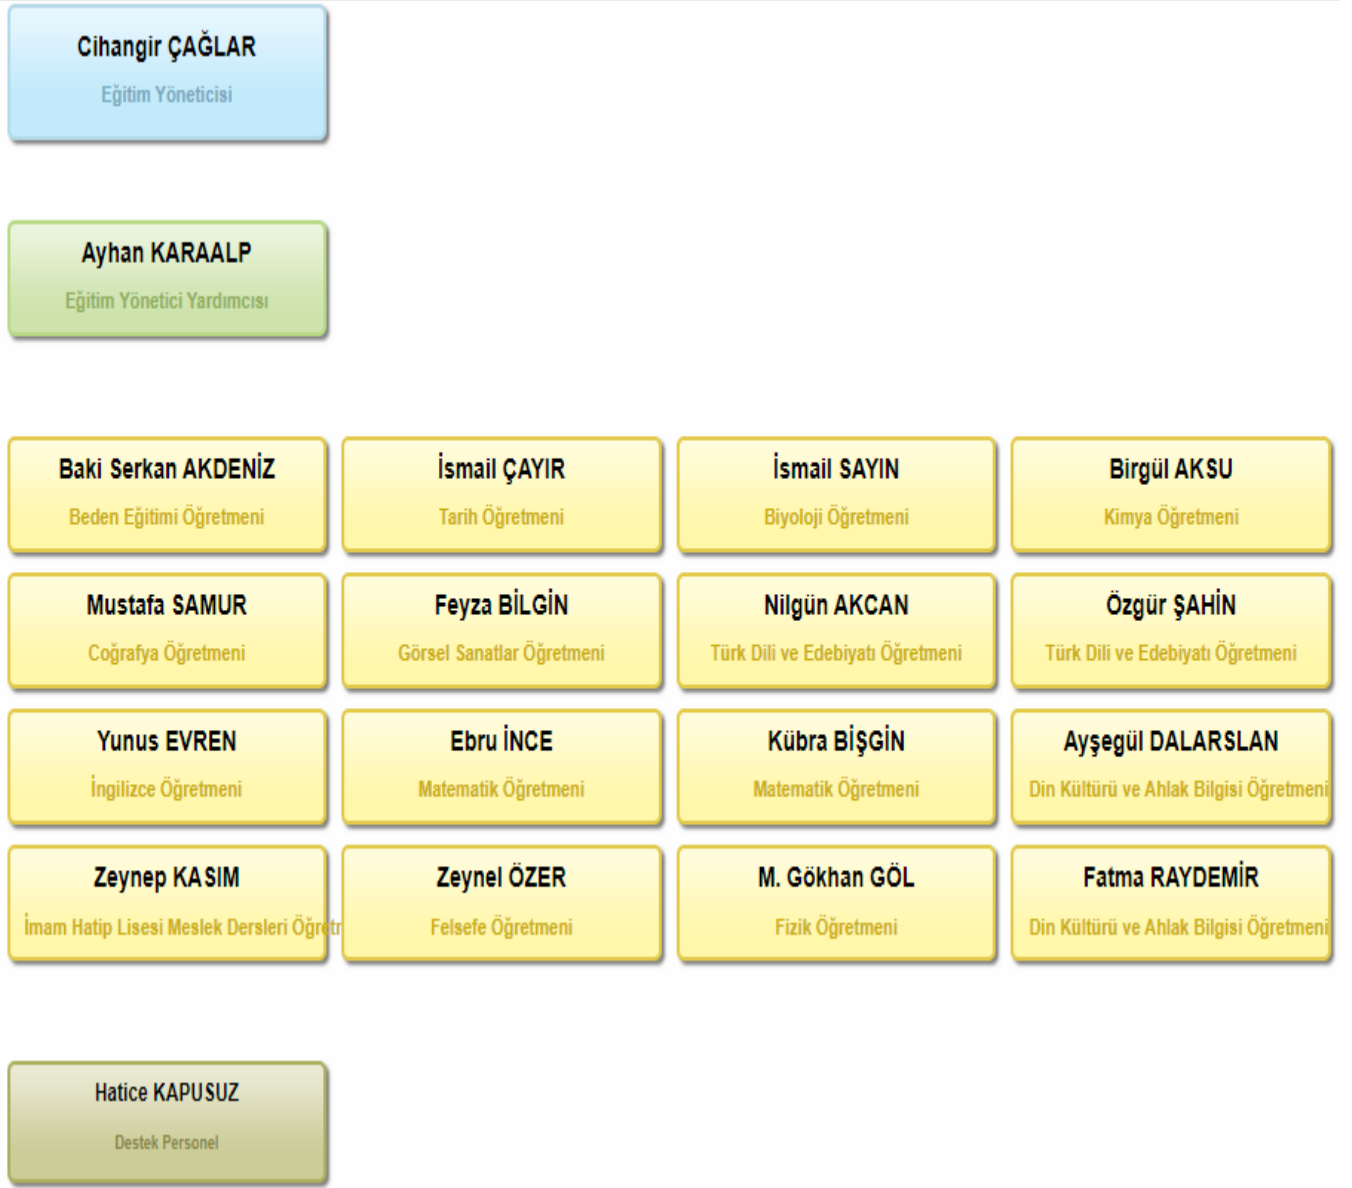 Cihangir ÇAĞLAR
Eğitim Yöneticisi
Ayhan KARAALP
Eğitim Yönetici Yardımcısı
Baki Serkan AKDENİZ
Beden Eğitimi Öğretmeni
İsmail ÇAYIR
Tarih Öğretmeni
İsmail SAYIN
Biyoloji Öğretmeni
Birgül AKSU
Kimya Öğretmeni
Mustafa SAMUR
Coğrafya Öğretmeni
Feyza BİLGİN
Görsel Sanatlar Öğretmeni
Nilgün AKCAN
Türk Dili ve Edebiyatı Öğretmeni
Özgür ŞAHİN
Türk Dili ve Edebiyatı Öğretmeni
Yunus EVREN
İngilizce Öğretmeni
Ebru İNCE
Matematik Öğretmeni
Kübra BİŞGİN
Matematik Öğretmeni
Ayşegül DALARSLAN
Din Kültürü ve Ahlak Bilgisi Öğretmeni
Zeynep KASIM
İmam Hatip Lisesi Meslek Dersleri Öğretr
Zeynel ÖZER
Felsefe Öğretmeni
M. Gökhan GÖL
Fizik Öğretmeni
Fatma RAYDEMİR
Din Kültürü ve Ahlak Bilgisi Öğretmeni
Hatice KAPUSUZ
Destek Personel